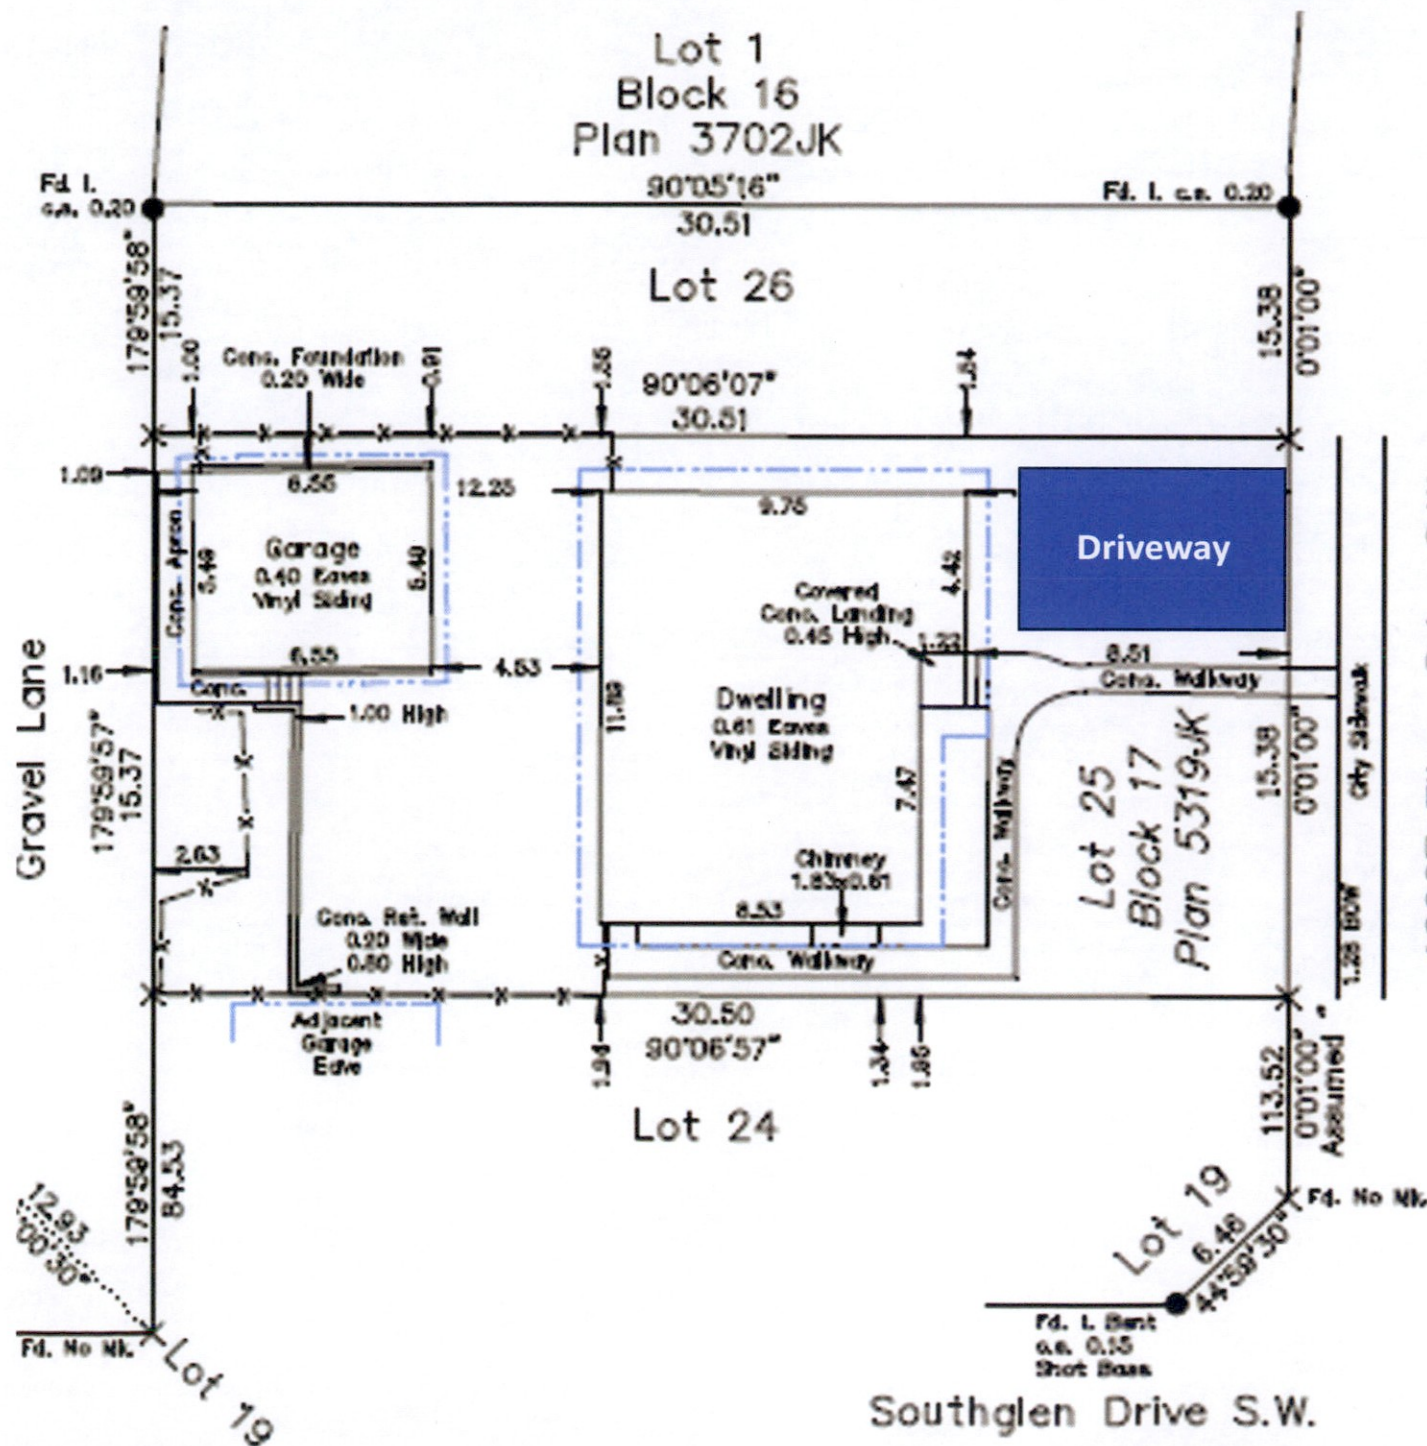 Lot 1
Block 16
Plan 3702JK
90°05'16"
30.51
Fd. I.
c.s. 0.20
Fd. I. c.s. 0.20
Lot 26
179°59'58"
15.37
15.38
0°01'00"
1.00
Conc. Foundation
0.20 Wide
0.91
1.55
90°06'07"
30.51
1.54
1.09
6.55
12.25
9.75
Driveway
Conc. Apron
5.49
Garage
0.40 Eaves
Vinyl Siding
5.49
4.42
Covered
Conc. Landing
0.45 High
1.22
8.51
Conc. Walkway
1.16
6.55
4.53
Conc.
1.00 High
Gravel Lane
11.89
Dwelling
0.61 Eaves
Vinyl Siding
7.47
Conc. Walkway
Lot 25
Block 17
Plan 5319JK
15.38
0°01'00"
City Sidewalk
1.28 BOW
179°59'57"
15.37
2.63
Chimney
1.83x0.61
8.53
Conc. Walkway
Conc. Ret. Wall
0.20 Wide
0.80 High
Adjacent
Garage
Eave
30.50
90°06'57"
1.94
1.34
1.95
Lot 24
179°59'58"
84.53
113.52
0°01'00"
Assumed
12.93
00'30"
Fd. No Mk.
Lot 19
Lot 19
6.46
44°59'30"
Fd. No Mk.
Fd. I. Bent
c.s. 0.15
Shot Base
Southglen Drive S.W.